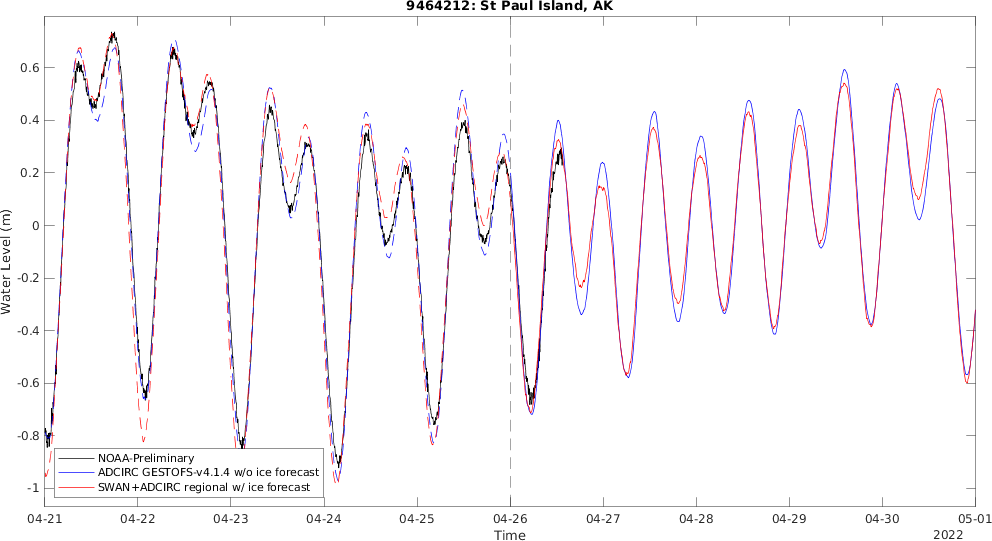 9464212: St Paul Island, AK
Water Level (m)
0.6
0.4
0.2
0
-0.2
-0.4
-0.6
-0.8
-1
NOAA-Preliminary
ADCIRC GESTOFS-v4.1.4 w/o ice forecast
SWAN+ADCIRC regional w/ ice forecast
04-21 04-22 04-23 04-24 04-25 04-26 04-27 04-28 04-29 04-30 05-01
Time
2022